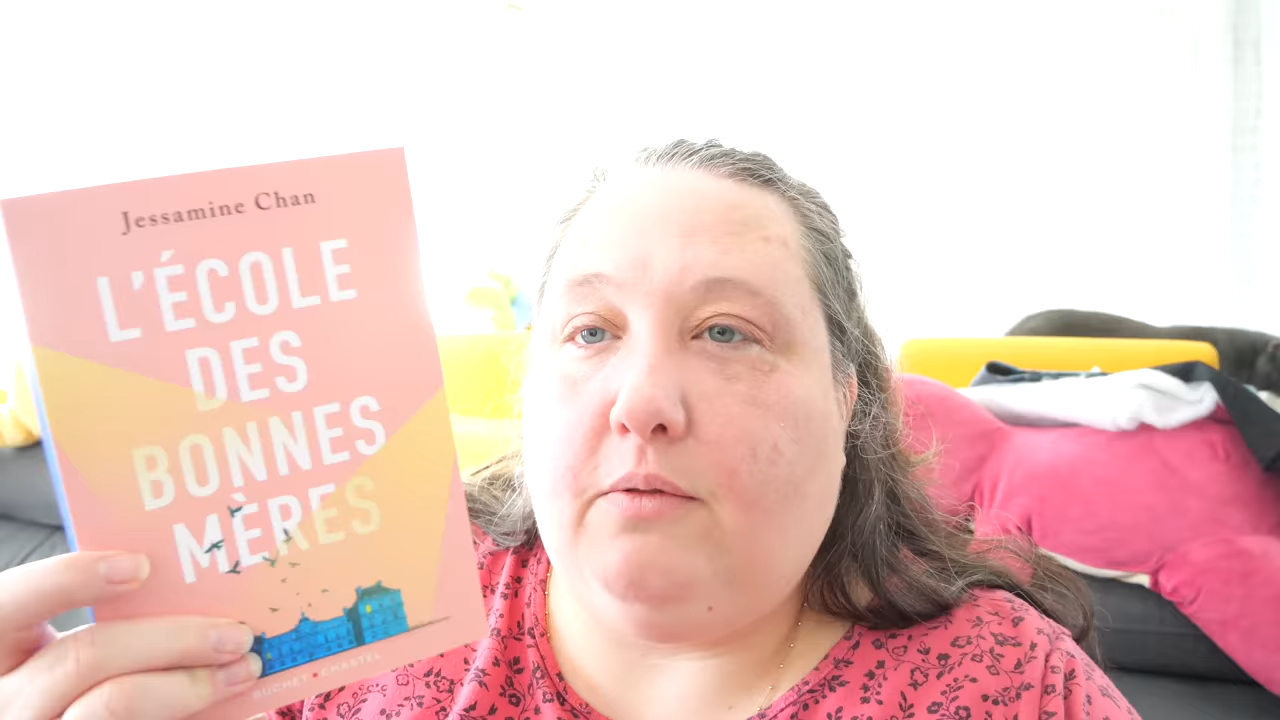 Jessamine Chan
L'ÉCOLE
DES
BONNES
MÈRES
BUCHET • CHASTEL